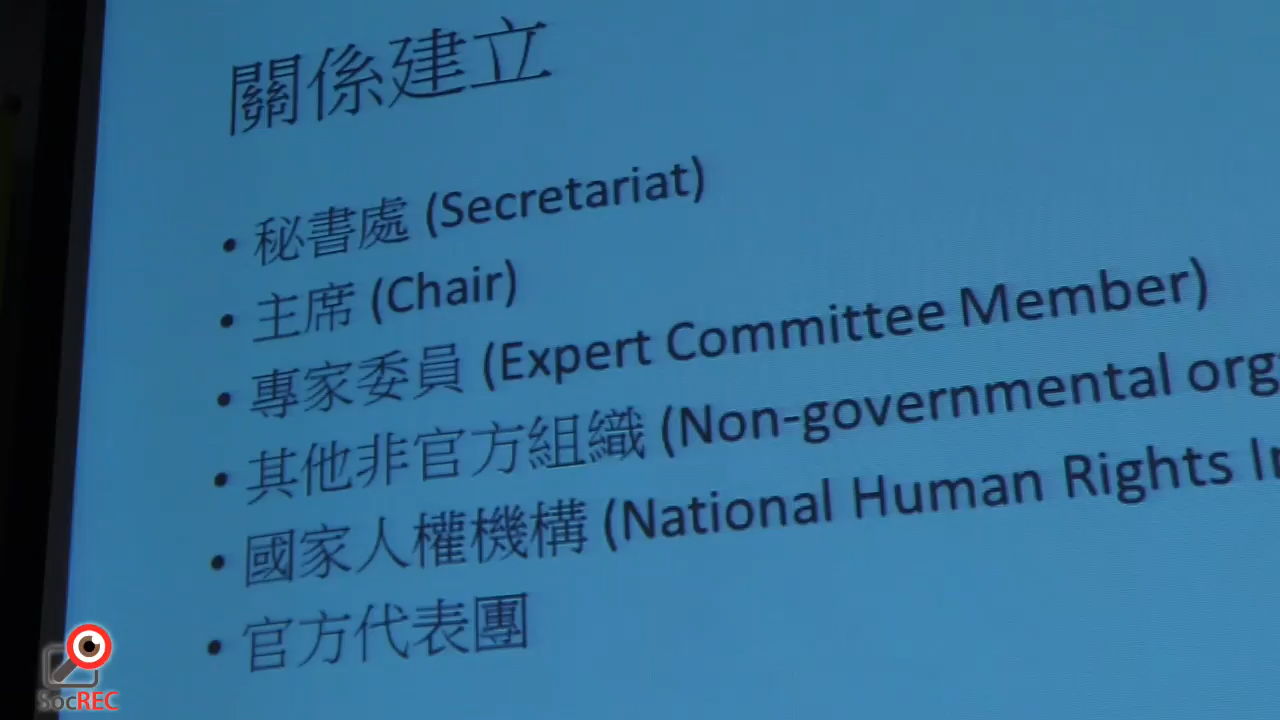 關係建立
• 秘書處 (Secretariat)
• 主席 (Chair)
• 專家委員 (Expert Committee Member)
• 其他非官方組織 (Non-governmental org
• 國家人權機構 (National Human Rights In
• 官方代表團
SocREC